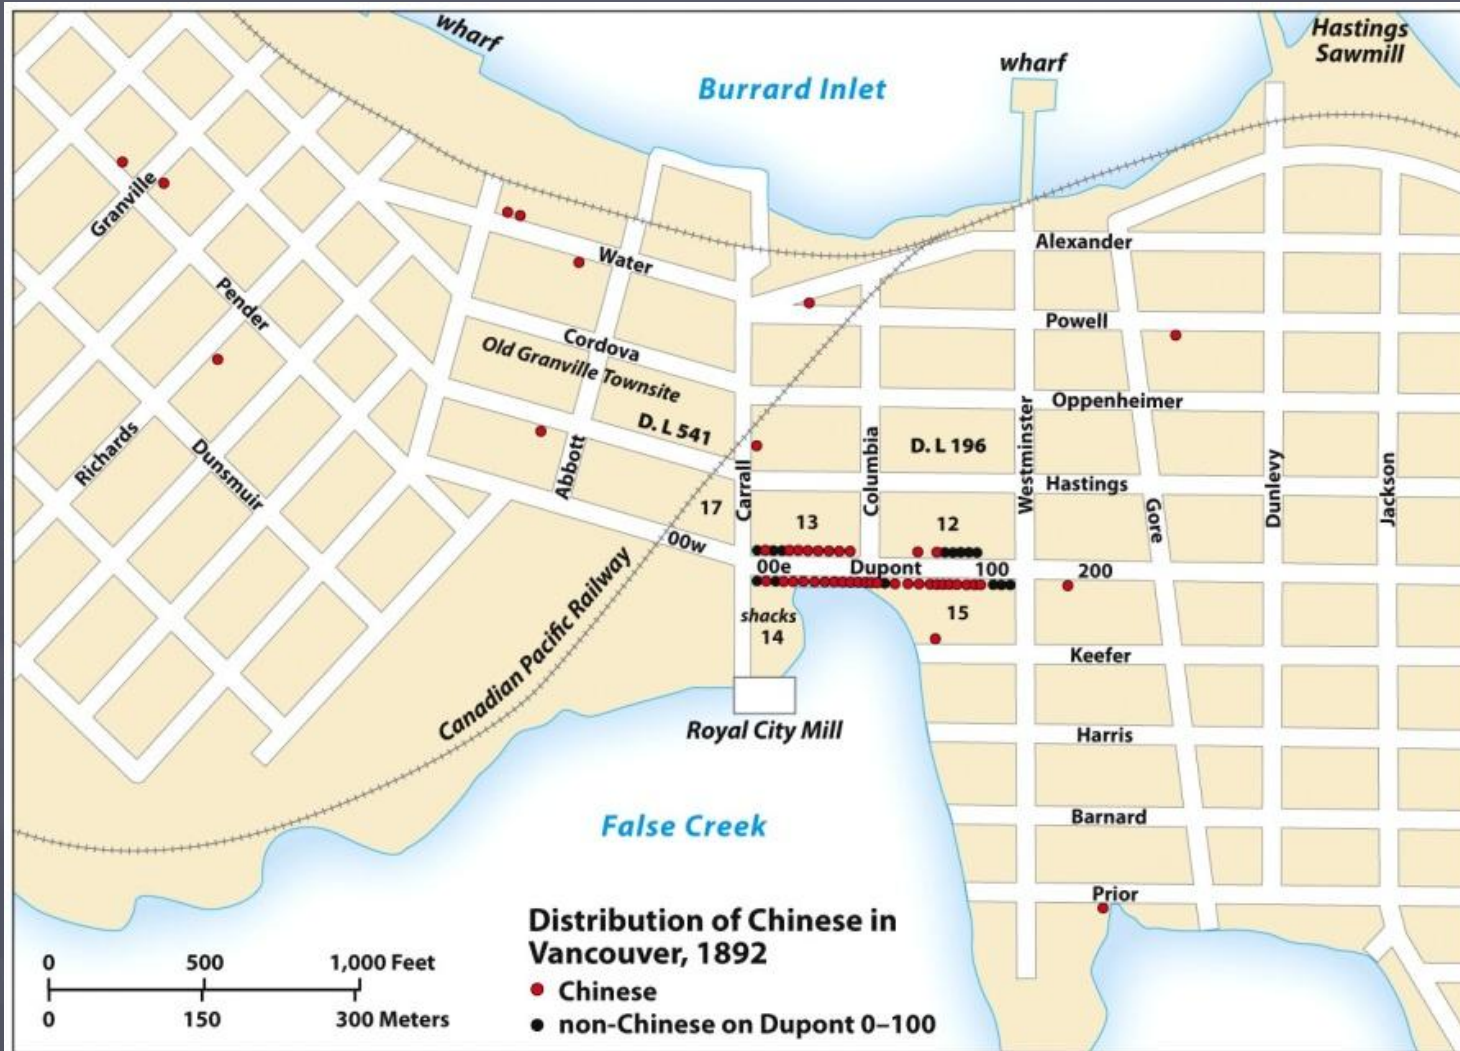 wharf
Hastings
Sawmill
wharf
Burrard Inlet
Granville
Alexander
Water
Pender
Powell
Cordova
Old Granville Townsite
Oppenheimer
D. L 541
D. L 196
Richards
Dunsmuir
Abbott
Carrall
Columbia
Westminster
Hastings
Gore
Dunlevy
Jackson
17
13
12
00w
00e
Dupont
100
200
shacks
14
15
Canadian Pacific Railway
Keefer
Royal City Mill
Harris
False Creek
Barnard
Prior
Distribution of Chinese in
Vancouver, 1892
Chinese
non-Chinese on Dupont 0–100
0 500 1,000 Feet
0 150 300 Meters